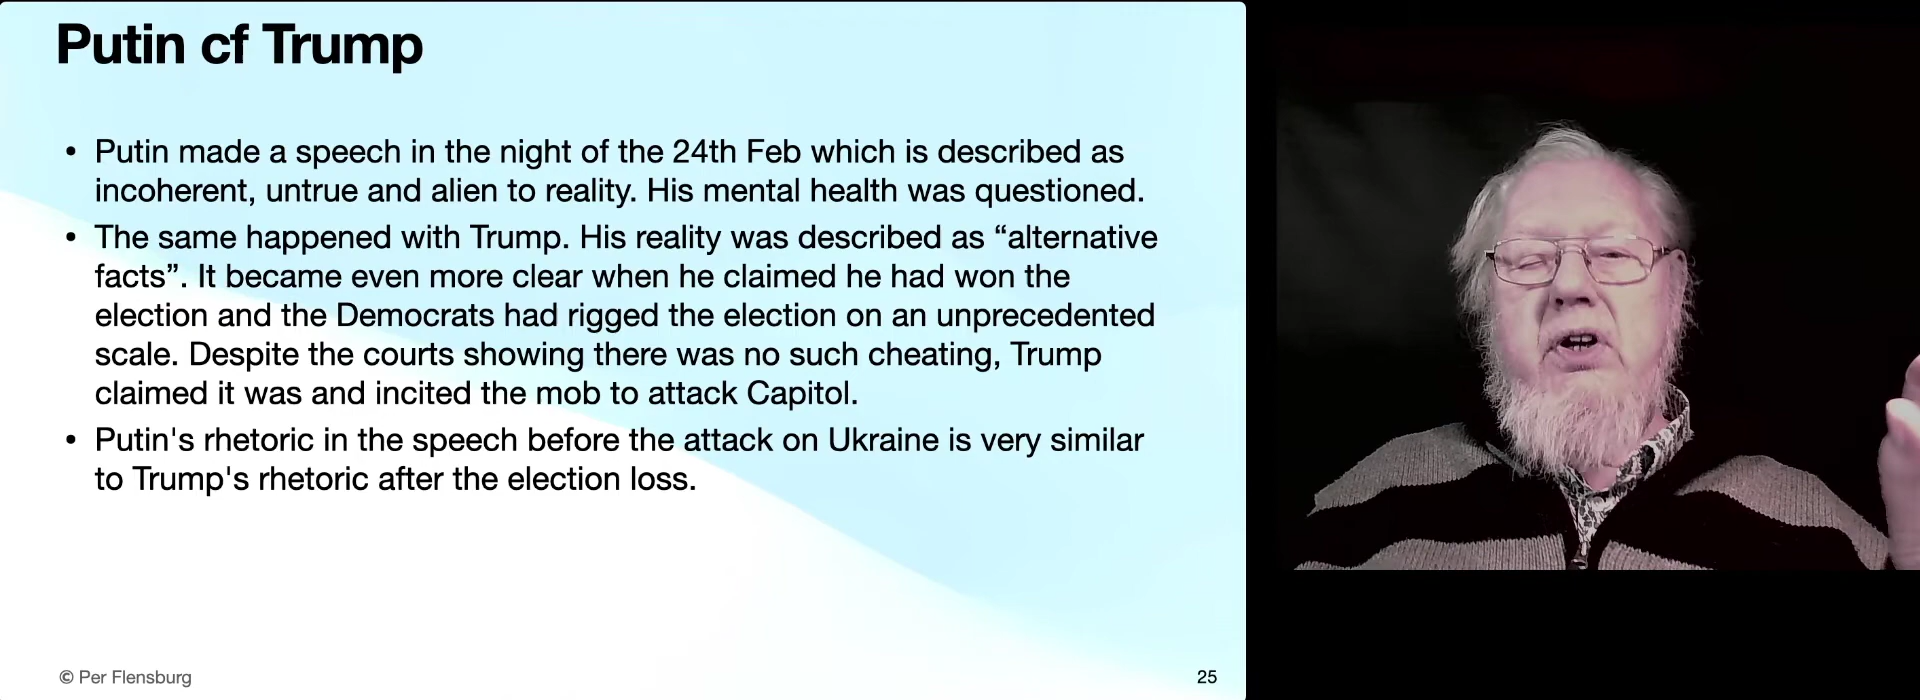 Putin cf Trump
• Putin made a speech in the night of the 24th Feb which is described as
incoherent, untrue and alien to reality. His mental health was questioned.
• The same happened with Trump. His reality was described as “alternative
facts”. It became even more clear when he claimed he had won the
election and the Democrats had rigged the election on an unprecedented
scale. Despite the courts showing there was no such cheating, Trump
claimed it was and incited the mob to attack Capitol.
• Putin's rhetoric in the speech before the attack on Ukraine is very similar
to Trump's rhetoric after the election loss.
© Per Flensburg
25